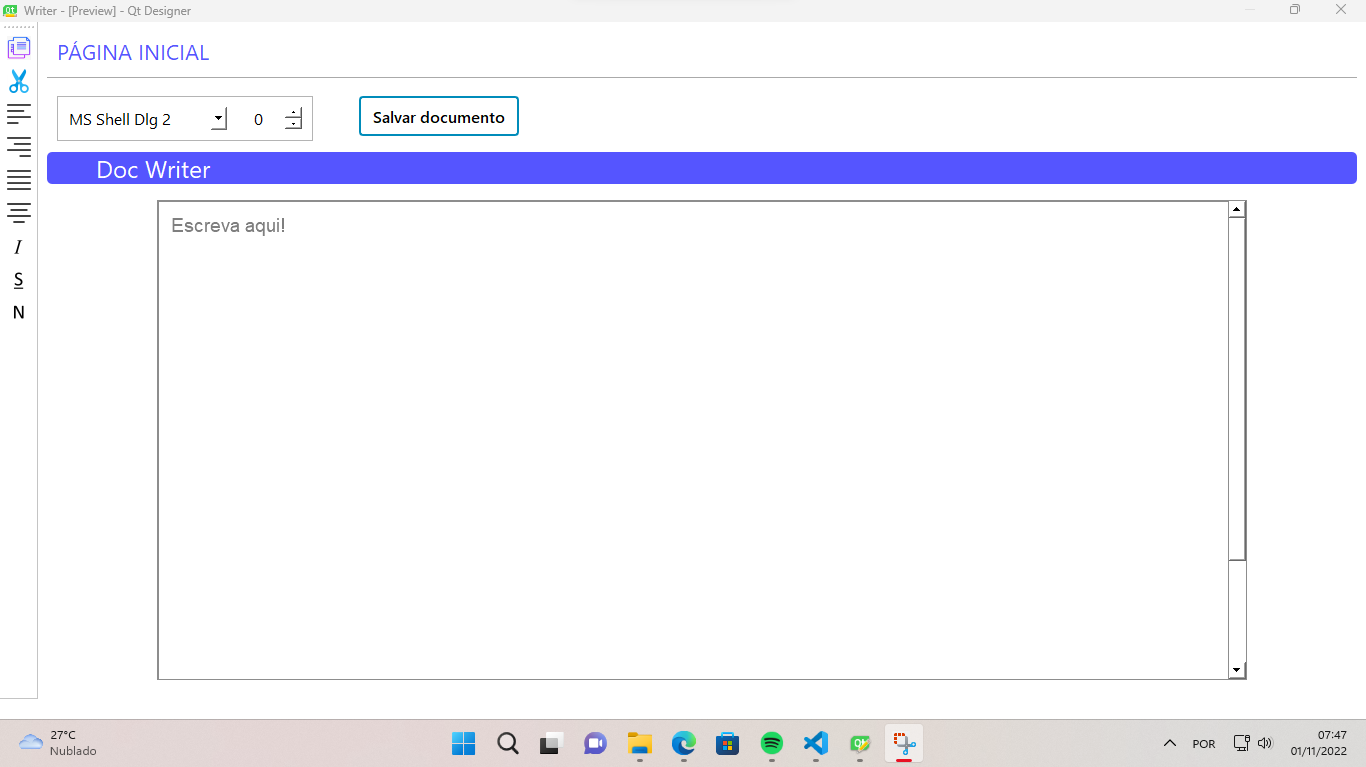 Writer - [Preview] - Qt Designer
PÁGINA INICIAL
MS Shell Dlg 2
0
Salvar documento
Doc Writer
Escreva aqui!
I
S
N
27°C
Nublado
POR
07:47
01/11/2022